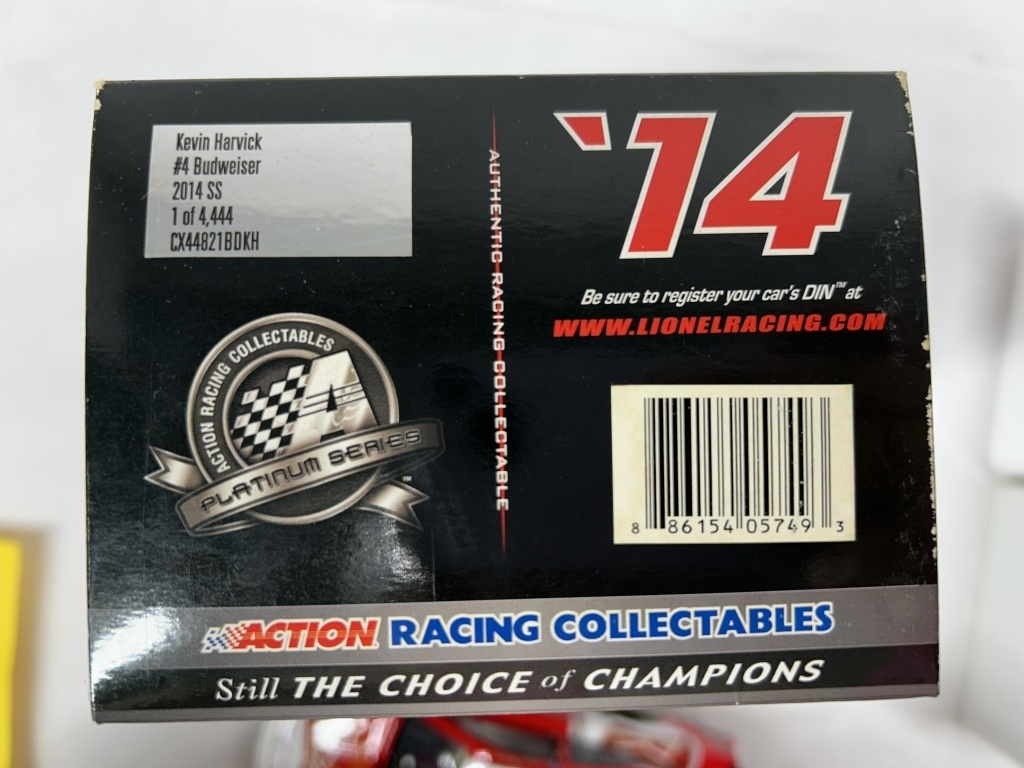 Kevin Harvick
#4 Budweiser
2014 SS
1 of 4,444
CX44821BDKH
ACTION RACING COLLECTABLES
A
PLATINUM SERIES™
AUTHENTIC RACING COLLECTABLE
'14
Be sure to register your car's DIN™ at
WWW.LIONELRACING.COM
8 86154 05749 3
ACTION RACING COLLECTABLES
Still THE CHOICE of CHAMPIONS